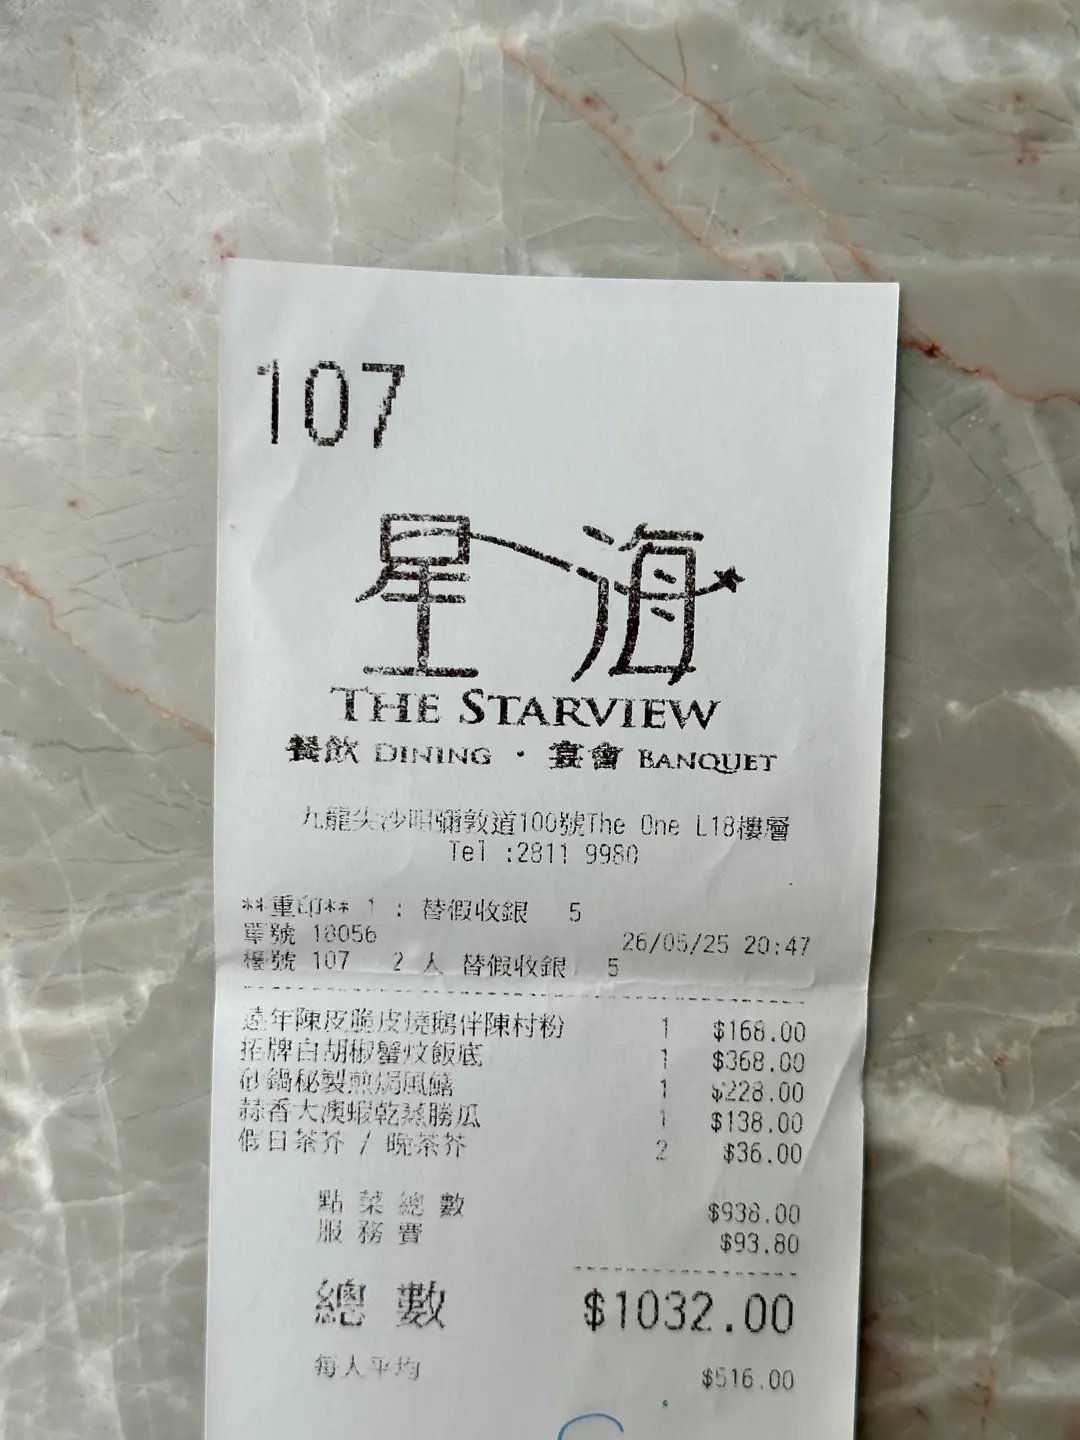 107
星海
THE STARVIEW
餐飲 DINING · 宴會 BANQUET
九龍尖沙咀彌敦道100號The One L18樓層
Tel :2811 9980
**重印** 1 : 替假收銀 5
單號 18056 26/05/25 20:47
檯號 107 2 人 替假收銀 5
遠年陳皮脆皮燒鵝伴陳村粉 1 $168.00
招牌白胡椒蟹炆飯底 1 $368.00
砂鍋秘製煎焗風鱔 1 $228.00
蒜香大澳蝦乾蒸勝瓜 1 $138.00
假日茶芥 / 晚茶芥 2 $36.00
點菜總數 $938.00
服務費 $93.80
總數 $1032.00
每人平均 $516.00